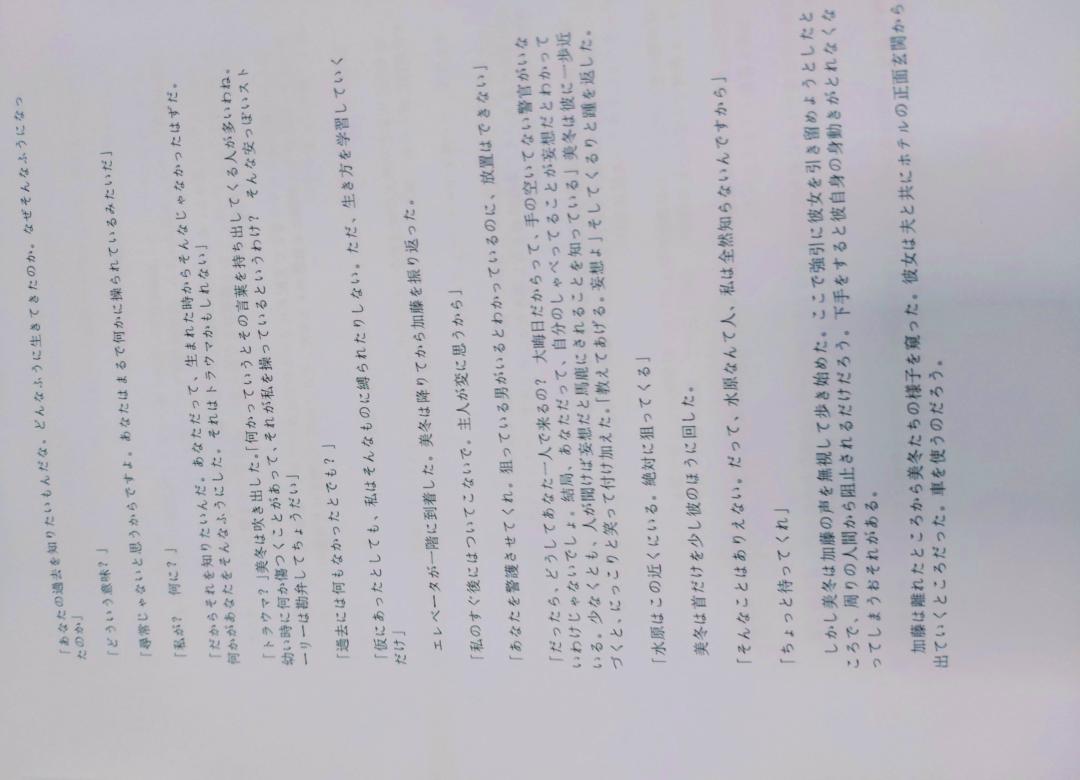 「あなたの過去を知りたいもんだな。どんなふうに生きてきたのか。なぜそんなふうになっ
たのか」
「どういう意味？」
「尋常じゃないと思うからですよ。あなたはまるで何かに操られているみたいだ」
「私が？　何に？」
「だからそれを知りたいんだ。あなただって、生まれた時からそんなじゃなかったはずだ。
何かがあなたをそんなふうにした。それはトラウマかもしれない」
「トラウマ？」美冬は吹き出した。「何かっていうとその言葉を持ち出してくる人が多いわね。
幼い時に何か傷つくことがあって、それが私を操っているというわけ？　そんな安っぽいスト
ーリーは勘弁してちょうだい」
「過去には何もなかったとでも？」
「仮にあったとしても、私はそんなものに縛られたりしない。ただ、生き方を学習していく
だけ」
エレベータが一階に到着した。美冬は降りてから加藤を振り返った。
「私のすぐ後にはついてこないで。主人が変に思うから」
「あなたを警護させてくれ。狙っている男がいるとわかっているのに、放置はできない」
「だったら、どうしてあなた一人で来るの？　大晦日だからって、手の空いてない警官がいな
いわけじゃないでしょ。結局、あなただって、自分のしゃべってることが妄想だとわかって
いる。少なくとも、人が聞けば妄想だと馬鹿にされることを知っている」美冬は彼に一歩近
づくと、にっこりと笑って付け加えた。「教えてあげる。妄想よ」そしてくるりと踵を返した。
「水原はこの近くにいる。絶対に狙ってくる」
美冬は首だけを少し彼のほうに回した。
「そんなことはありえない。だって、水原なんて人、私は全然知らないんですから」
「ちょっと待ってくれ」
しかし美冬は加藤の声を無視して歩き始めた。ここで強引に彼女を引き留めようとしたと
ころで、周りの人間から阻止されるだけだろう。下手をすると彼自身の身動きがとれなくな
ってしまうおそれがある。
加藤は離れたところから美冬たちの様子を窺った。彼女は夫と共にホテルの正面玄関から
出ていくところだった。車を使うのだろう。